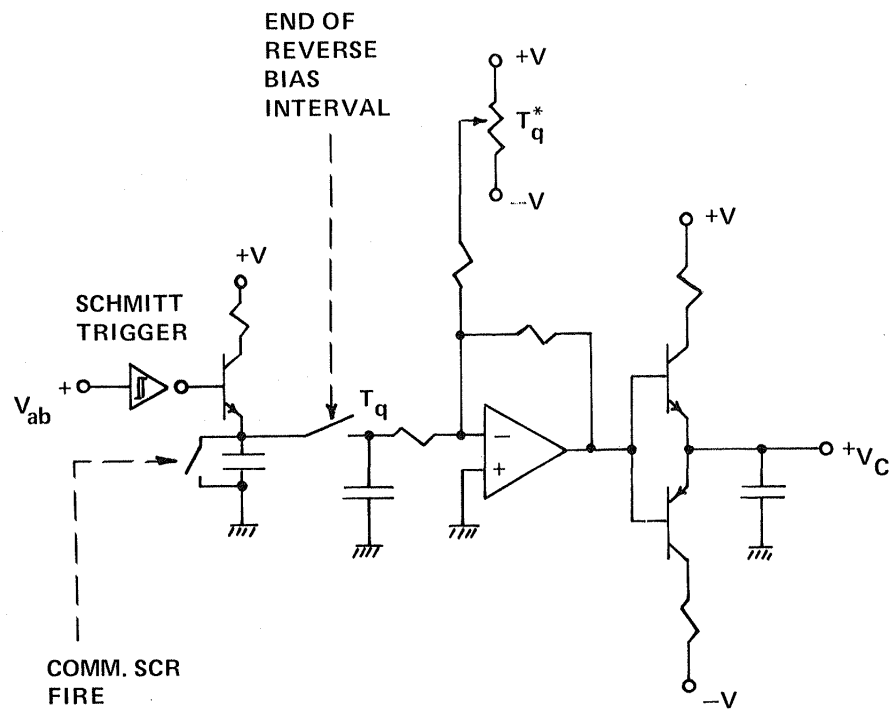 END OF
REVERSE
BIAS
INTERVAL
+V
T*q
–V
+V
+V
SCHMITT
TRIGGER
+
Vab
Tq
–
+
+VC
COMM. SCR
FIRE
–V